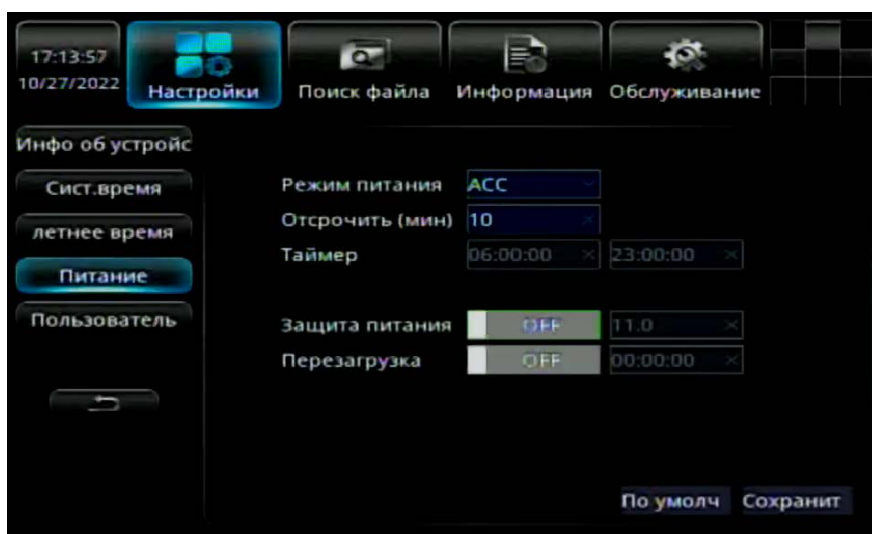 17:13:57
10/27/2022
Настройки
Поиск файла
Информация
Обслуживание
Инфо об устройс
Сист.время
летнее время
Питание
Пользователь
Режим питания ACC
Отсрочить (мин) 10
Таймер 06:00:00 23:00:00
Защита питания OFF 11.0
Перезагрузка OFF 00:00:00
По умолч Сохранит